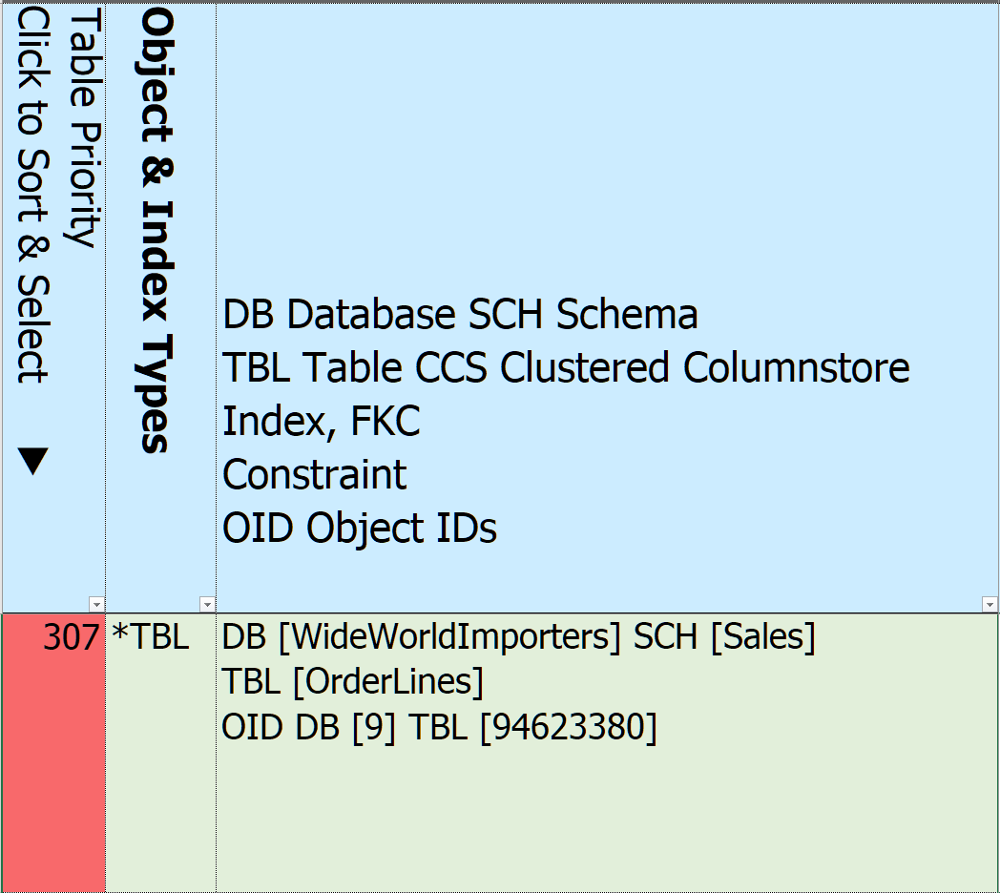 Table Priority
Click to Sort & Select ▼
Object & Index Types
DB Database SCH Schema
TBL Table CCS Clustered Columnstore
Index, FKC
Constraint
OID Object IDs
307
*TBL
DB [WideWorldImporters] SCH [Sales]
TBL [OrderLines]
OID DB [9] TBL [94623380]